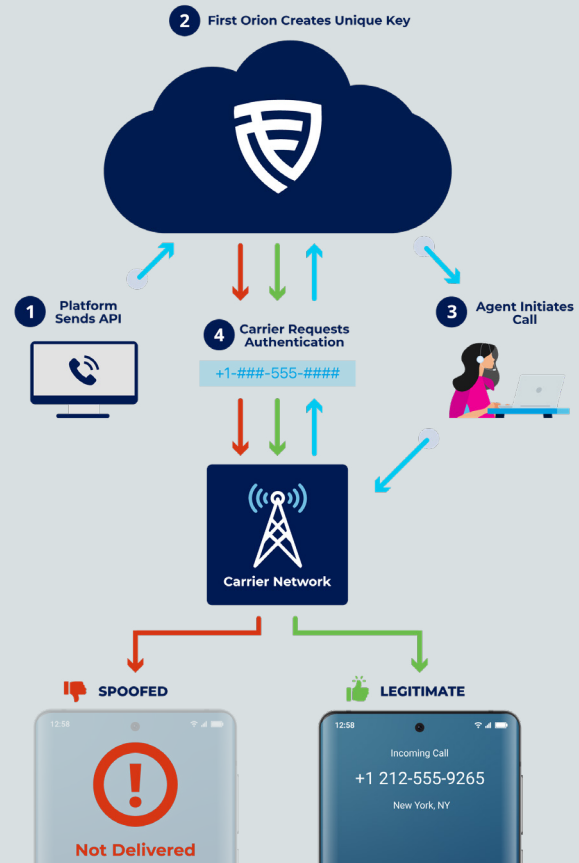 2 First Orion Creates Unique Key
1 Platform
Sends API
4 Carrier Requests
Authentication
+1-###-555-####
3 Agent Initiates
Call
Carrier Network
SPOOFED
LEGITIMATE
12:58
Not Delivered
12:58
Incoming Call
+1 212-555-9265
New York, NY